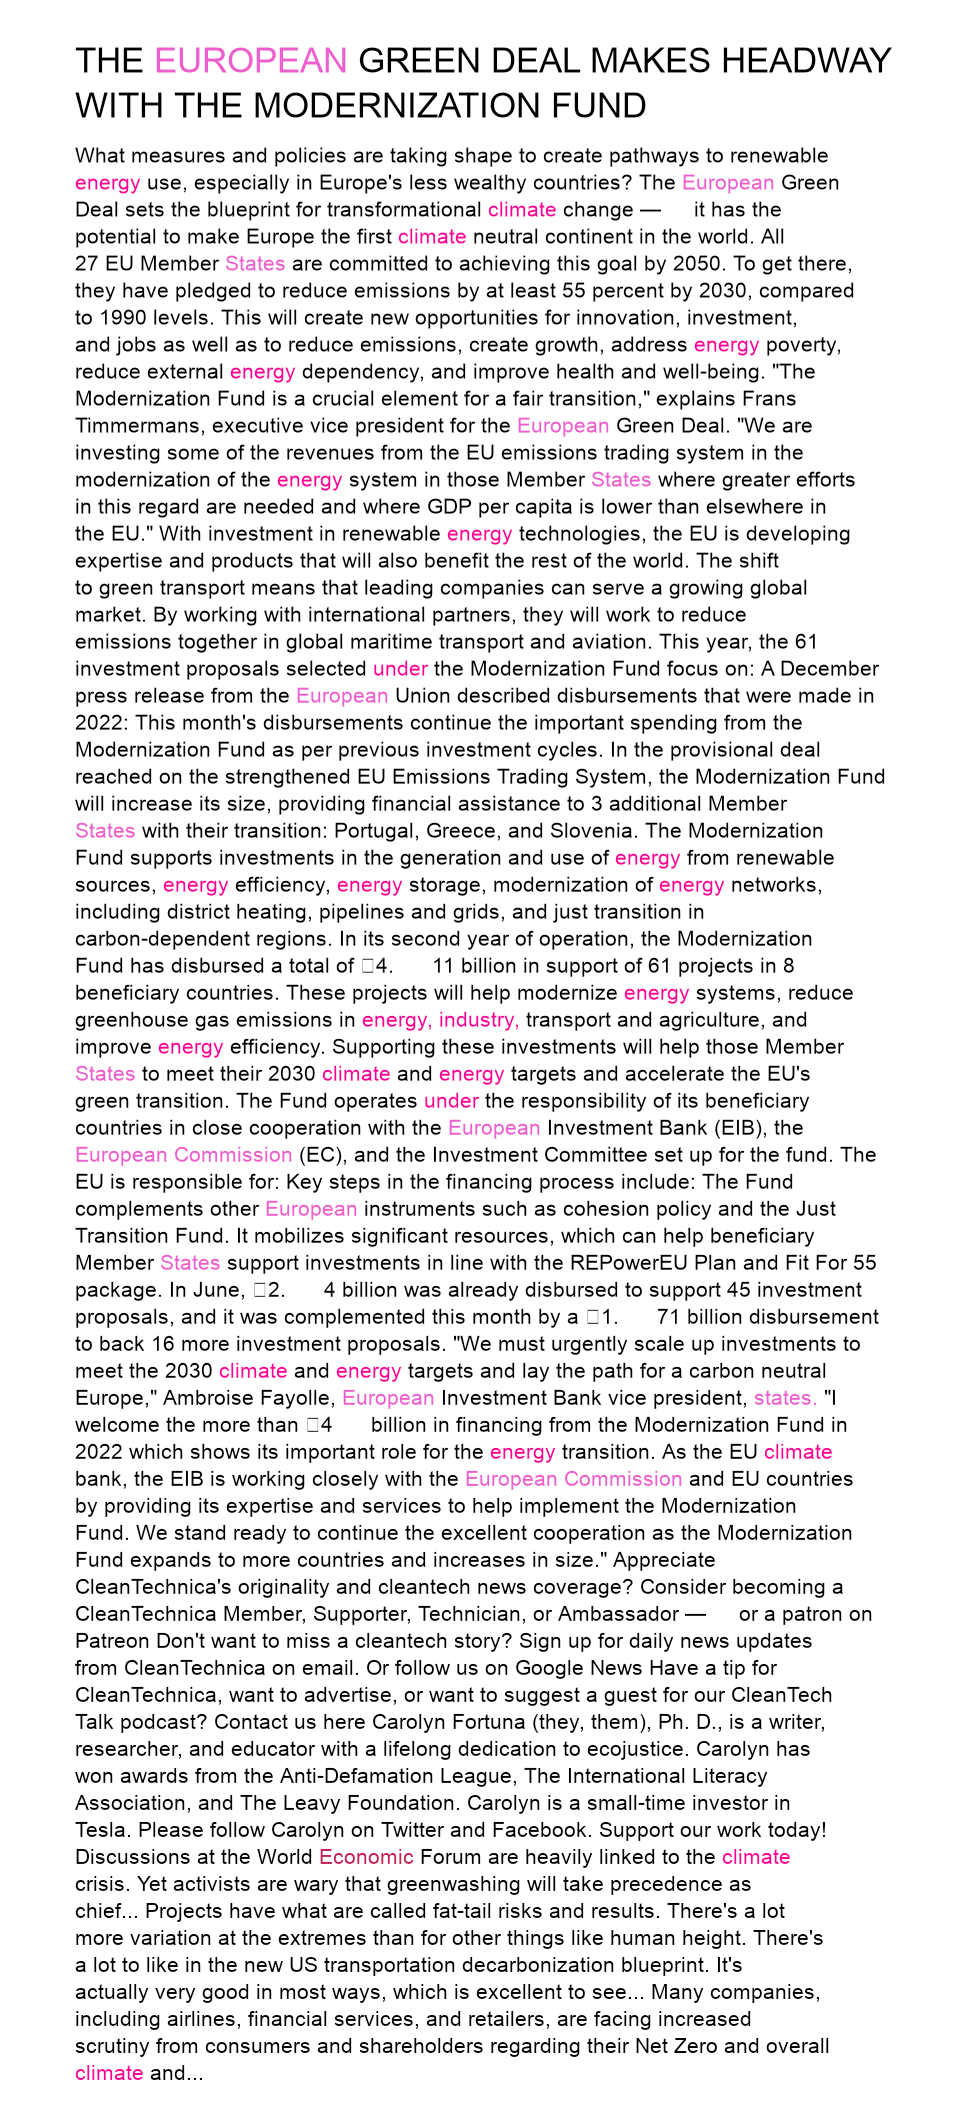 THE EUROPEAN GREEN DEAL MAKES HEADWAY
WITH THE MODERNIZATION FUND
What measures and policies are taking shape to create pathways to renewable
energy use, especially in Europe's less wealthy countries? The European Green
Deal sets the blueprint for transformational climate change — it has the
potential to make Europe the first climate neutral continent in the world. All
27 EU Member States are committed to achieving this goal by 2050. To get there,
they have pledged to reduce emissions by at least 55 percent by 2030, compared
to 1990 levels. This will create new opportunities for innovation, investment,
and jobs as well as to reduce emissions, create growth, address energy poverty,
reduce external energy dependency, and improve health and well-being. "The
Modernization Fund is a crucial element for a fair transition," explains Frans
Timmermans, executive vice president for the European Green Deal. "We are
investing some of the revenues from the EU emissions trading system in the
modernization of the energy system in those Member States where greater efforts
in this regard are needed and where GDP per capita is lower than elsewhere in
the EU." With investment in renewable energy technologies, the EU is developing
expertise and products that will also benefit the rest of the world. The shift
to green transport means that leading companies can serve a growing global
market. By working with international partners, they will work to reduce
emissions together in global maritime transport and aviation. This year, the 61
investment proposals selected under the Modernization Fund focus on: A December
press release from the European Union described disbursements that were made in
2022: This month's disbursements continue the important spending from the
Modernization Fund as per previous investment cycles. In the provisional deal
reached on the strengthened EU Emissions Trading System, the Modernization Fund
will increase its size, providing financial assistance to 3 additional Member
States with their transition: Portugal, Greece, and Slovenia. The Modernization
Fund supports investments in the generation and use of energy from renewable
sources, energy efficiency, energy storage, modernization of energy networks,
including district heating, pipelines and grids, and just transition in
carbon-dependent regions. In its second year of operation, the Modernization
Fund has disbursed a total of □4. 11 billion in support of 61 projects in 8
beneficiary countries. These projects will help modernize energy systems, reduce
greenhouse gas emissions in energy, industry, transport and agriculture, and
improve energy efficiency. Supporting these investments will help those Member
States to meet their 2030 climate and energy targets and accelerate the EU's
green transition. The Fund operates under the responsibility of its beneficiary
countries in close cooperation with the European Investment Bank (EIB), the
European Commission (EC), and the Investment Committee set up for the fund. The
EU is responsible for: Key steps in the financing process include: The Fund
complements other European instruments such as cohesion policy and the Just
Transition Fund. It mobilizes significant resources, which can help beneficiary
Member States support investments in line with the REPowerEU Plan and Fit For 55
package. In June, □2. 4 billion was already disbursed to support 45 investment
proposals, and it was complemented this month by a □1. 71 billion disbursement
to back 16 more investment proposals. "We must urgently scale up investments to
meet the 2030 climate and energy targets and lay the path for a carbon neutral
Europe," Ambroise Fayolle, European Investment Bank vice president, states. "I
welcome the more than □4 billion in financing from the Modernization Fund in
2022 which shows its important role for the energy transition. As the EU climate
bank, the EIB is working closely with the European Commission and EU countries
by providing its expertise and services to help implement the Modernization
Fund. We stand ready to continue the excellent cooperation as the Modernization
Fund expands to more countries and increases in size." Appreciate
CleanTechnica's originality and cleantech news coverage? Consider becoming a
CleanTechnica Member, Supporter, Technician, or Ambassador — or a patron on
Patreon Don't want to miss a cleantech story? Sign up for daily news updates
from CleanTechnica on email. Or follow us on Google News Have a tip for
CleanTechnica, want to advertise, or want to suggest a guest for our CleanTech
Talk podcast? Contact us here Carolyn Fortuna (they, them), Ph. D., is a writer,
researcher, and educator with a lifelong dedication to ecojustice. Carolyn has
won awards from the Anti-Defamation League, The International Literacy
Association, and The Leavy Foundation. Carolyn is a small-time investor in
Tesla. Please follow Carolyn on Twitter and Facebook. Support our work today!
Discussions at the World Economic Forum are heavily linked to the climate
crisis. Yet activists are wary that greenwashing will take precedence as
chief... Projects have what are called fat-tail risks and results. There's a lot
more variation at the extremes than for other things like human height. There's
a lot to like in the new US transportation decarbonization blueprint. It's
actually very good in most ways, which is excellent to see... Many companies,
including airlines, financial services, and retailers, are facing increased
scrutiny from consumers and shareholders regarding their Net Zero and overall
climate and...